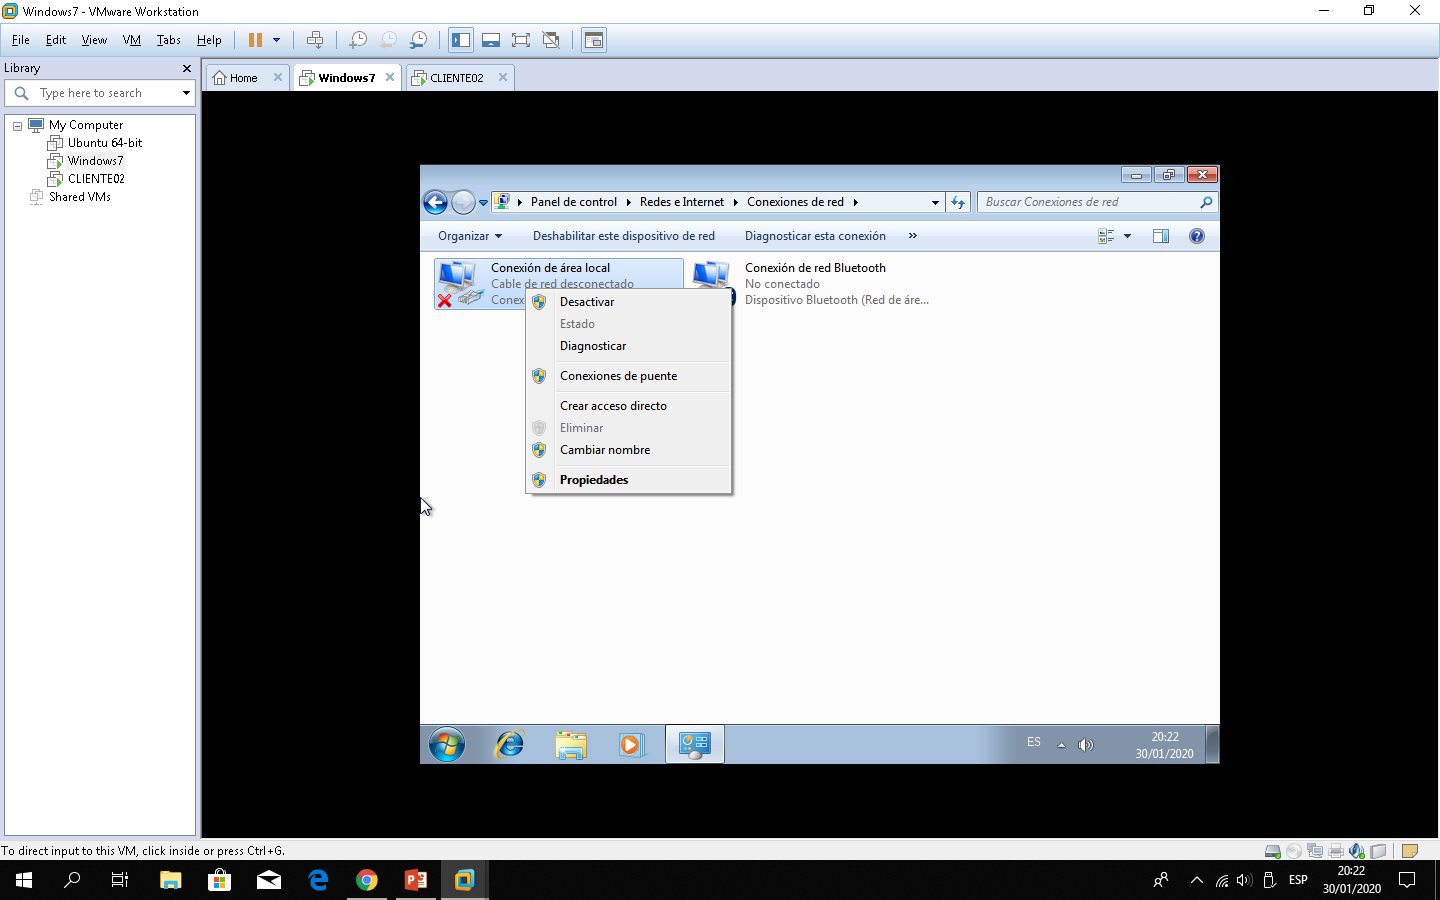 Windows7 - VMware Workstation
File Edit View VM Tabs Help
Library
Type here to search
My Computer
Ubuntu 64-bit
Windows7
CLIENTE02
Shared VMs
Home
Windows7
CLIENTE02
Panel de control
Redes e Internet
Conexiones de red
Buscar Conexiones de red
Organizar
Deshabilitar este dispositivo de red
Diagnosticar esta conexión
»
Conexión de área local
Cable de red desconectado
Conex
Conexión de red Bluetooth
No conectado
Dispositivo Bluetooth (Red de áre...
Desactivar
Estado
Diagnosticar
Conexiones de puente
Crear acceso directo
Eliminar
Cambiar nombre
Propiedades
ES
20:22
30/01/2020
To direct input to this VM, click inside or press Ctrl+G.
ESP
20:22
30/01/2020